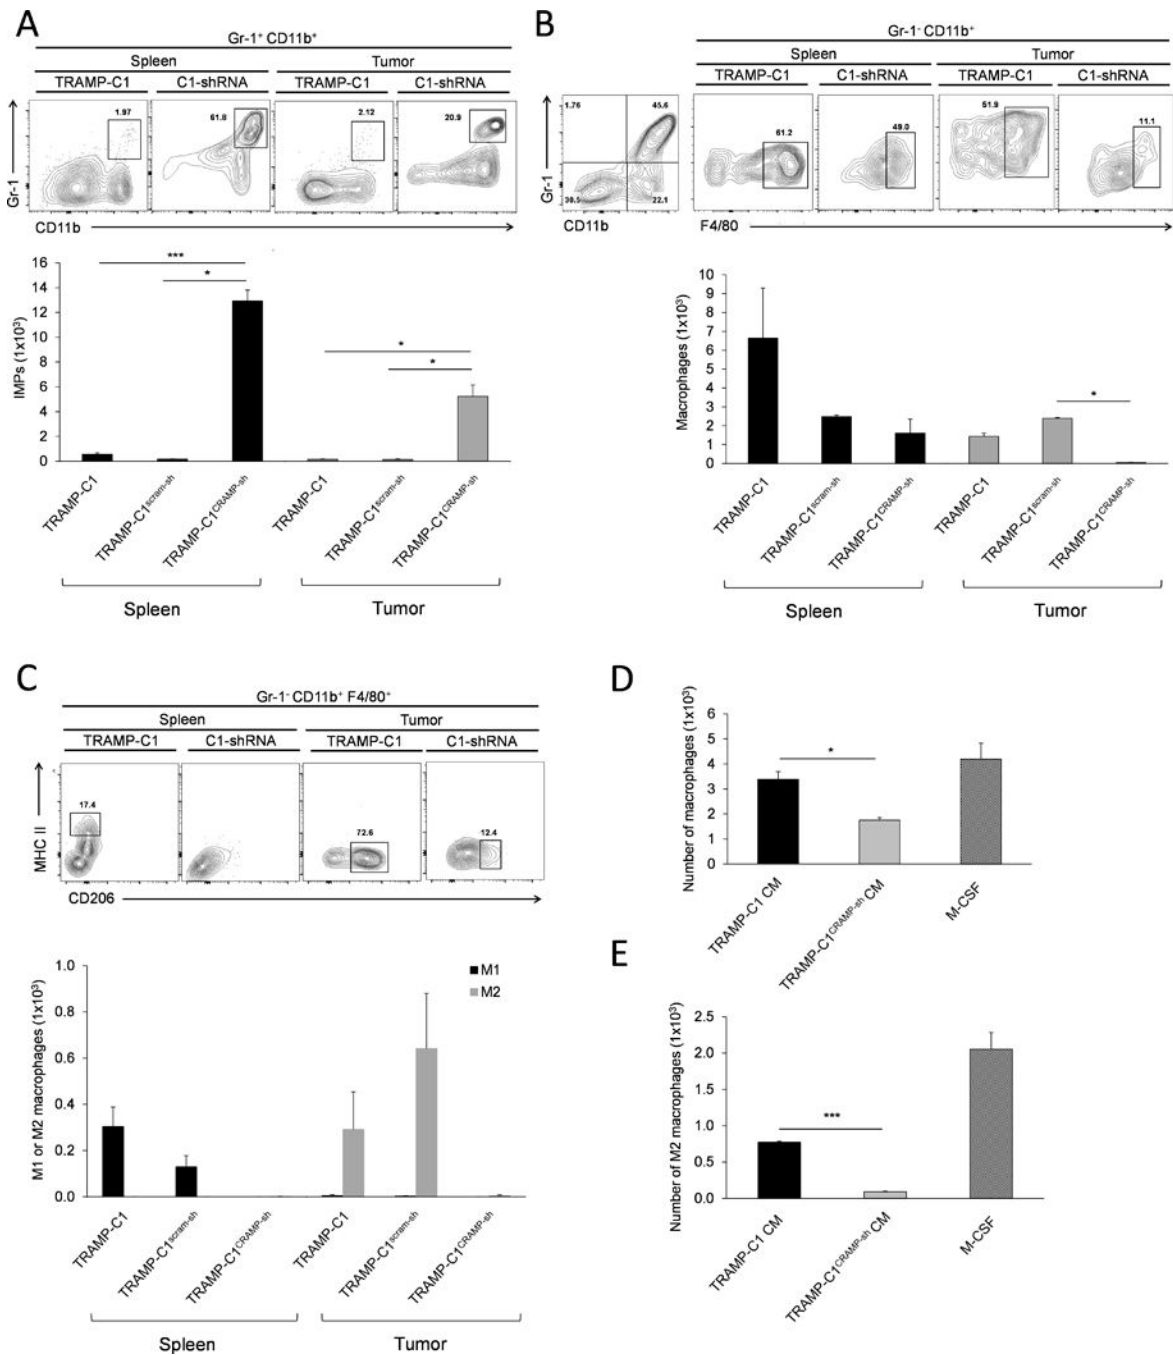 A
Gr-1⁺ CD11b⁺
Spleen Tumor
TRAMP-C1 C1-shRNA TRAMP-C1 C1-shRNA
1.97 61.8 2.12 20.9
Gr-1
CD11b
16
14
12
10
8
6
4
2
0
IMPs (1x10³)
***
*
*
*
TRAMP-C1
TRAMP-C1scram-sh
TRAMP-C1CRAMP-sh
TRAMP-C1
TRAMP-C1scram-sh
TRAMP-C1CRAMP-sh
Spleen Tumor
B
Gr-1⁻ CD11b⁺
Spleen Tumor
TRAMP-C1 C1-shRNA TRAMP-C1 C1-shRNA
1.76 45.6
30.5 22.1
61.2 49.0 51.9 11.1
Gr-1
CD11b F4/80
10
9
8
7
6
5
4
3
2
1
0
Macrophages (1x10³)
*
TRAMP-C1
TRAMP-C1scram-sh
TRAMP-C1CRAMP-sh
TRAMP-C1
TRAMP-C1scram-sh
TRAMP-C1CRAMP-sh
Spleen Tumor
C
Gr-1⁻ CD11b⁺ F4/80⁺
Spleen Tumor
TRAMP-C1 C1-shRNA TRAMP-C1 C1-shRNA
17.4 72.6 12.4
MHC II
CD206
1.0
0.8
0.6
0.4
0.2
0.0
M1 or M2 macrophages (1x10³)
M1
M2
TRAMP-C1
TRAMP-C1scram-sh
TRAMP-C1CRAMP-sh
TRAMP-C1
TRAMP-C1scram-sh
TRAMP-C1CRAMP-sh
Spleen Tumor
D
6
5
4
3
2
1
0
Number of macrophages (1x10³)
*
TRAMP-C1 CM
TRAMP-C1CRAMP-sh CM
M-CSF
E
2.5
2.0
1.5
1.0
0.5
0.0
Number of M2 macrophages (1x10³)
***
TRAMP-C1 CM
TRAMP-C1CRAMP-sh CM
M-CSF